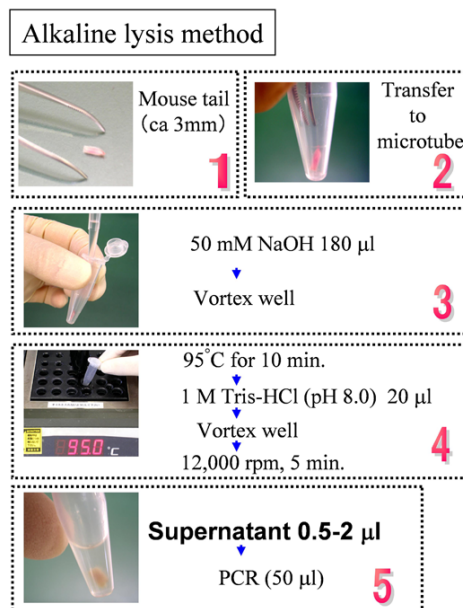 Alkaline lysis method
Mouse tail
(ca 3mm)
1
Transfer
to
microtube
2
50 mM NaOH 180 µl
Vortex well
3
95°C for 10 min.
1 M Tris-HCl (pH 8.0) 20 µl
Vortex well
12,000 rpm, 5 min.
95.0 °C
4
Supernatant 0.5-2 µl
PCR (50 µl)
5